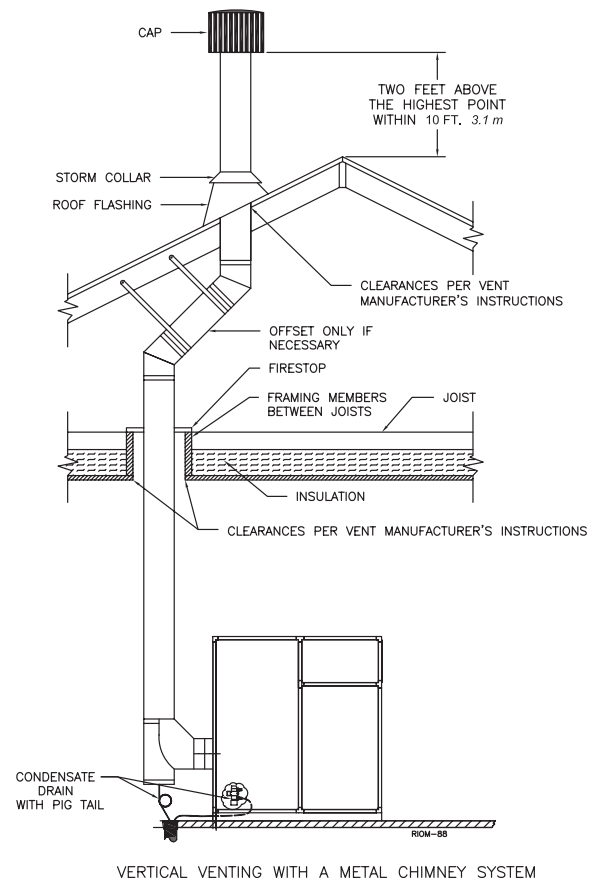 CAP
TWO FEET ABOVE
THE HIGHEST POINT
WITHIN 10 FT. 3.1 m
STORM COLLAR
ROOF FLASHING
CLEARANCES PER VENT
MANUFACTURER'S INSTRUCTIONS
OFFSET ONLY IF
NECESSARY
FIRESTOP
FRAMING MEMBERS
BETWEEN JOISTS
JOIST
INSULATION
CLEARANCES PER VENT MANUFACTURER'S INSTRUCTIONS
CONDENSATE
DRAIN
WITH PIG TAIL
RIOM-88
VERTICAL VENTING WITH A METAL CHIMNEY SYSTEM